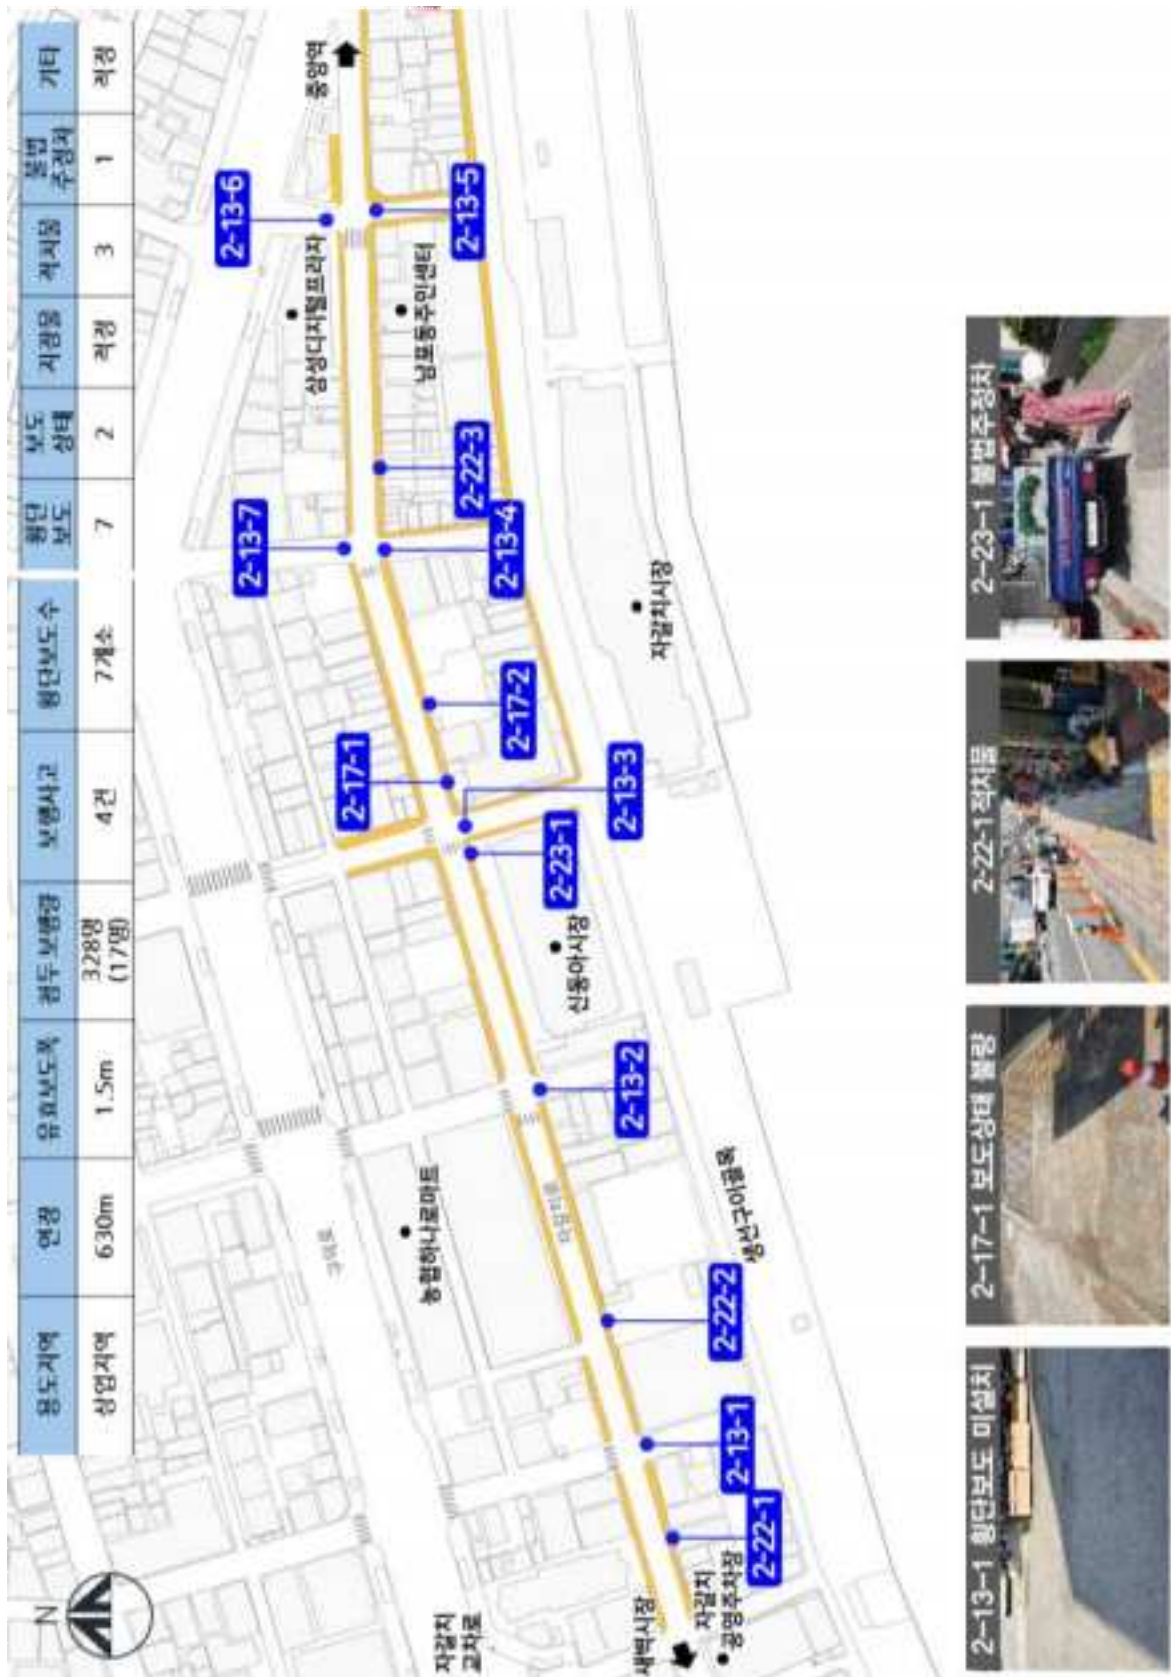 용도지역 연장 유효보도폭 첨두보행량 보행사고 횡단보도수 횡단보도 보도상태 지장물 적치물 불법주정차 기타
상업지역 630m 1.5m 328명 (17명) 4건 7개소 7 2 적정 3 1 적정
N
중앙역
2-13-6
2-13-5
삼성디지털프라자
남포동주민센터
2-22-3
2-13-7
2-13-4
자갈치시장
2-17-2
2-17-1
2-13-3
2-23-1
신동아시장
2-13-2
농협하나로마트
생선구이골목
2-22-2
2-13-1
2-22-1
자갈치
교차로
새벽시장
자갈치
공영주차장
2-13-1 횡단보도 미설치
2-17-1 보도상태 불량
2-22-1적치물
2-23-1 불법주정차